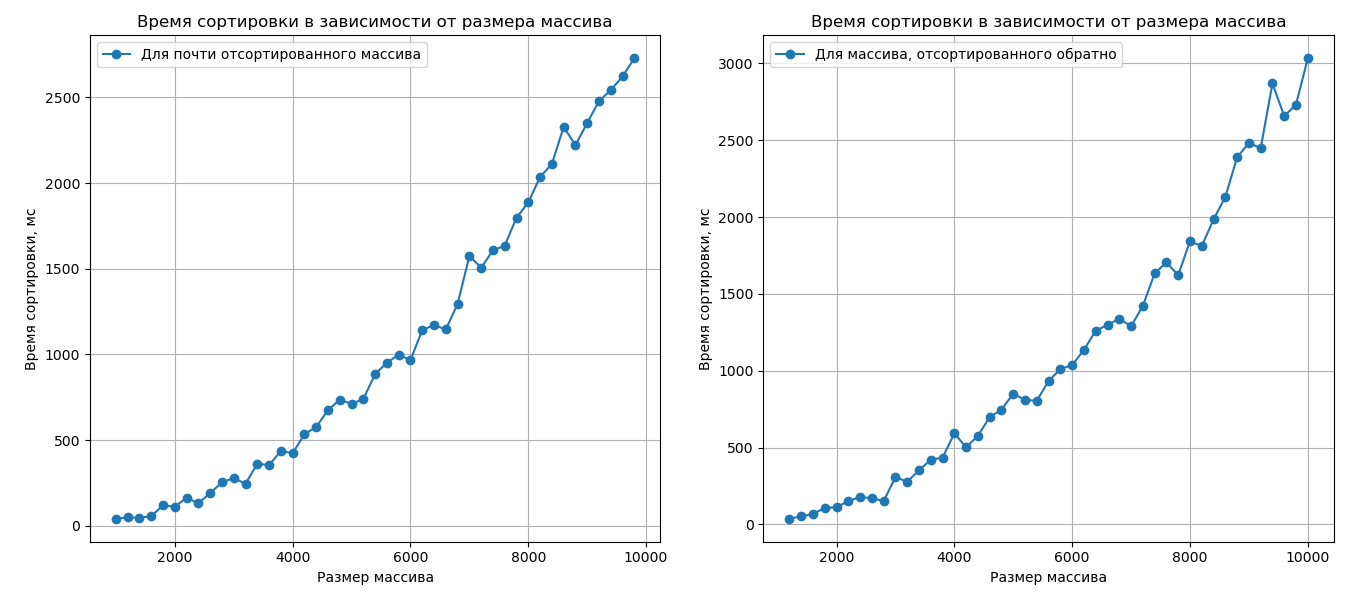 Время сортировки в зависимости от размера массива
Для почти отсортированного массива
2500
2000
1500
1000
500
0
Время сортировки, мс
2000 4000 6000 8000 10000
Размер массива
Время сортировки в зависимости от размера массива
Для массива, отсортированного обратно
3000
2500
2000
1500
1000
500
0
Время сортировки, мс
2000 4000 6000 8000 10000
Размер массива